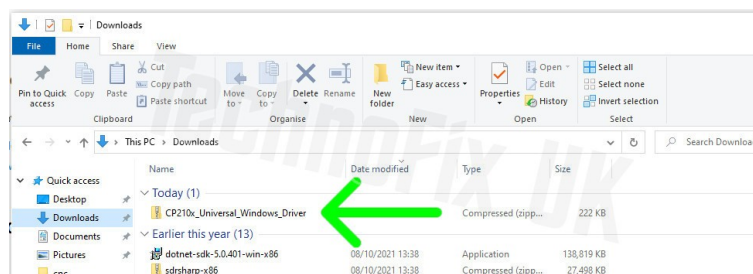 Downloads
File Home Share View
Pin to Quick access
Copy
Paste
Cut
Copy path
Paste shortcut
Clipboard
Move to
Copy to
Delete
Rename
Organise
New folder
New item
Easy access
New
Properties
Open
Edit
History
Open
Select all
Select none
Invert selection
Select
This PC > Downloads
Search Downloa
Name Date modified Type Size
Quick access
Desktop
Downloads
Documents
Pictures
Today (1)
CP210x_Universal_Windows_Driver Compressed (zipp... 222 KB
Earlier this year (13)
dotnet-sdk-5.0.401-win-x86 08/10/2021 13:38 Application 138,819 KB
sdrsharp-x86 08/10/2021 13:38 Compressed (zipp... 27,498 KB
TechnoFix UK